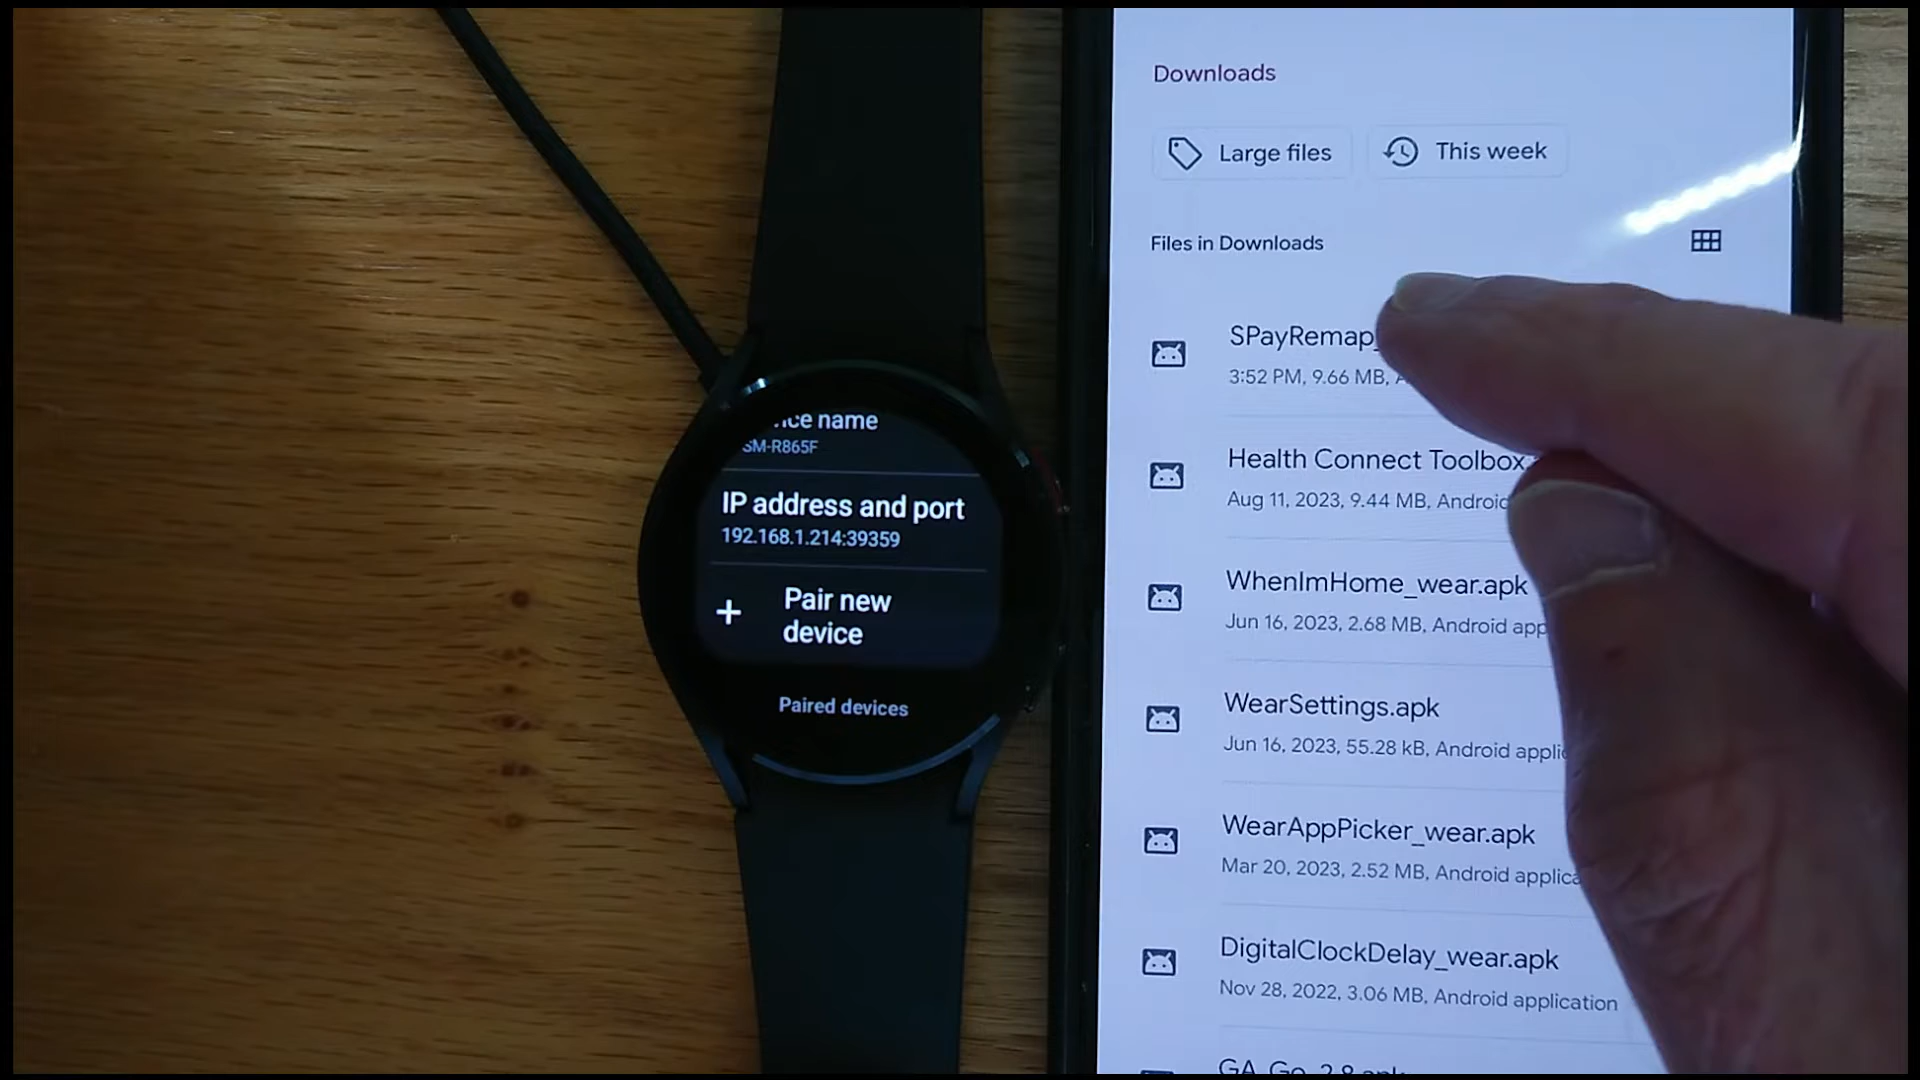 name
SM-R865F
IP address and port
192.168.1.214:39359
Pair new
device
Paired devices
Downloads
Large files
This week
Files in Downloads
SPayRemap_
3:52 PM, 9.66 MB,
Health Connect Toolbox
Aug 11, 2023, 9.44 MB, Android
WhenImHome_wear.apk
Jun 16, 2023, 2.68 MB, Android app
WearSettings.apk
Jun 16, 2023, 55.28 kB, Android applic
WearAppPicker_wear.apk
Mar 20, 2023, 2.52 MB, Android applica
DigitalClockDelay_wear.apk
Nov 28, 2022, 3.06 MB, Android application
GA_Go_2.8.apk